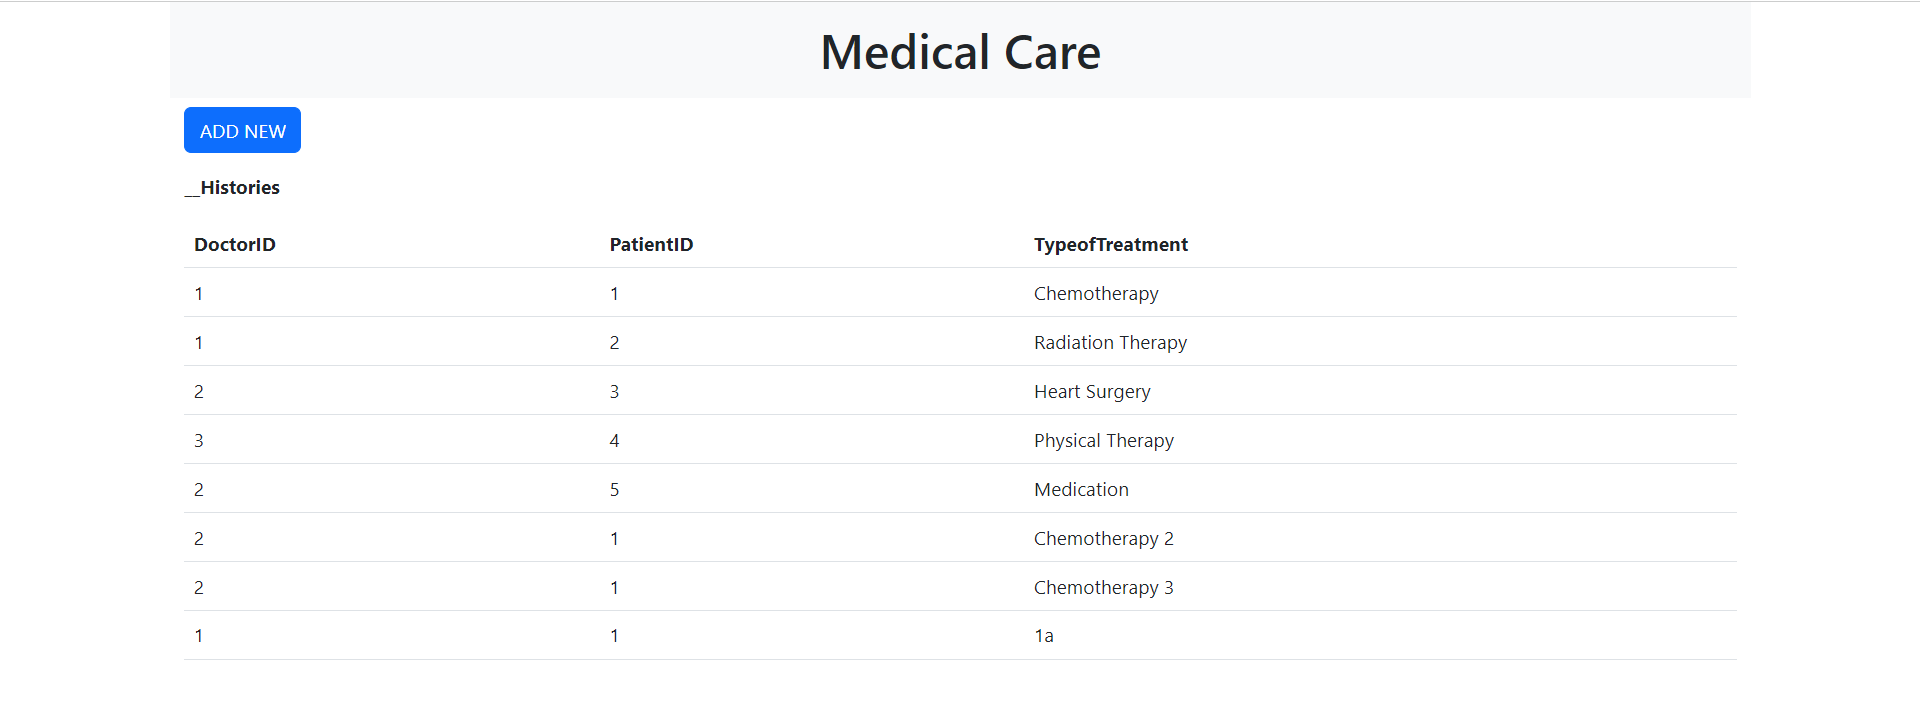 Medical Care
ADD NEW
__Histories
DoctorID PatientID TypeofTreatment
1 1 Chemotherapy
1 2 Radiation Therapy
2 3 Heart Surgery
3 4 Physical Therapy
2 5 Medication
2 1 Chemotherapy 2
2 1 Chemotherapy 3
1 1 1a